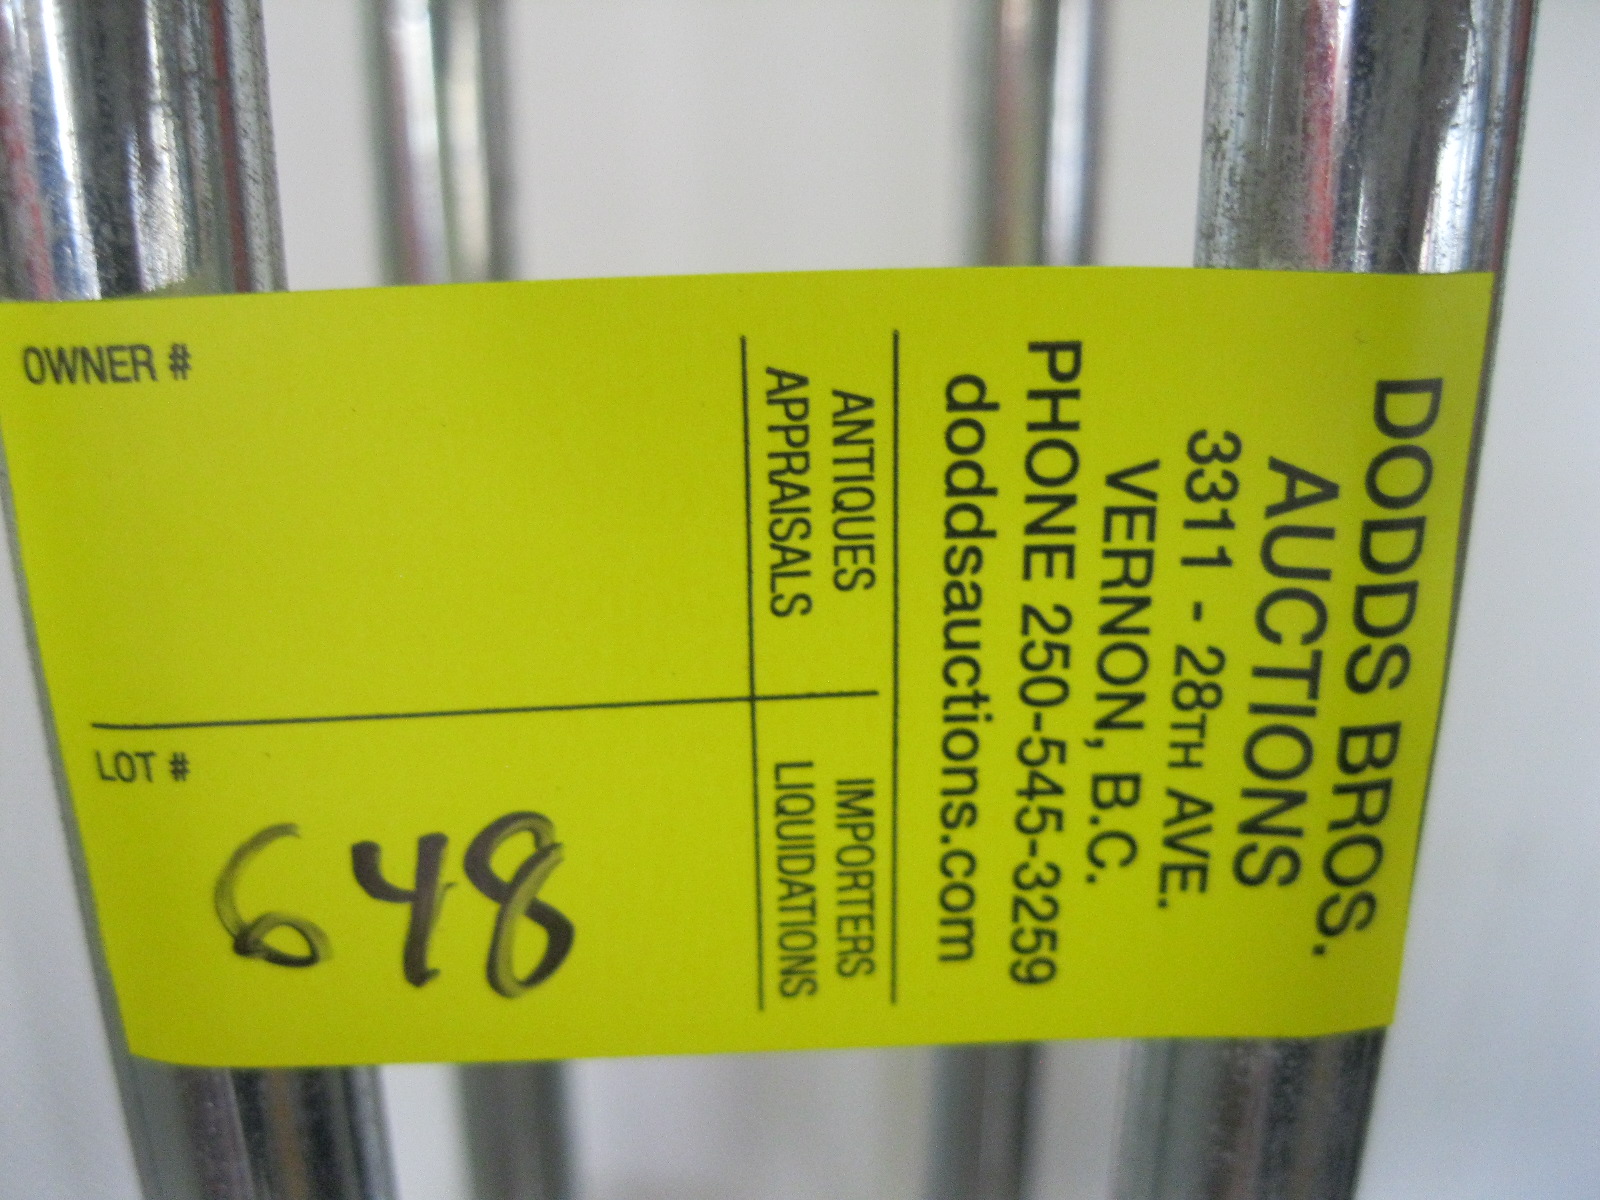 DODDS BROS.
AUCTIONS
3311 - 28TH AVE.
VERNON, B.C.
PHONE 250-545-3259
doddsauctions.com
ANTIQUES
APPRAISALS
IMPORTERS
LIQUIDATIONS
OWNER #
LOT #
648